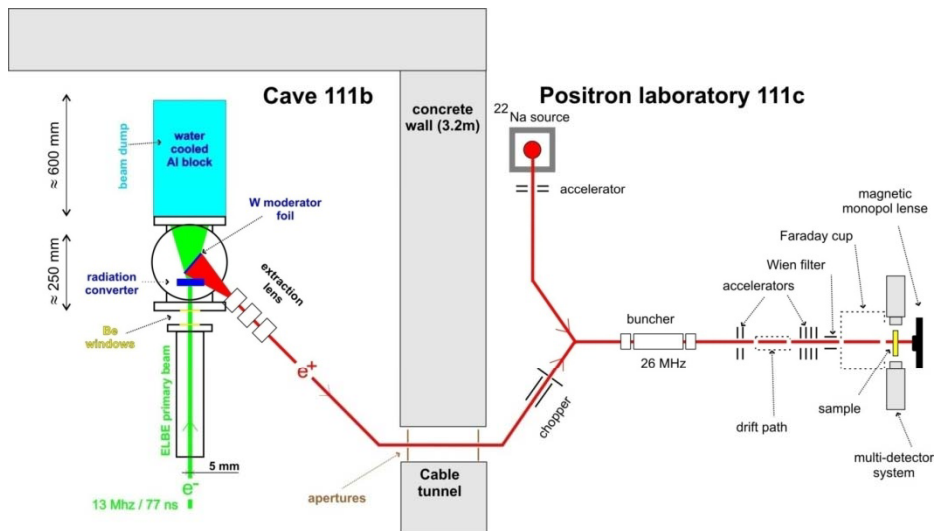 Cave 111b
concrete
wall (3.2m)
Positron laboratory 111c
22
Na source
accelerator
≈ 600 mm
beam dump
water
cooled
Al block
W moderator
foil
≈ 250 mm
radiation
converter
extraction
lens
Be
windows
ELBE primary beam
5 mm
e-
13 Mhz / 77 ns
e+
apertures
Cable
tunnel
chopper
buncher
26 MHz
accelerators
drift path
Wien filter
Faraday cup
magnetic
monopol lense
sample
multi-detector
system